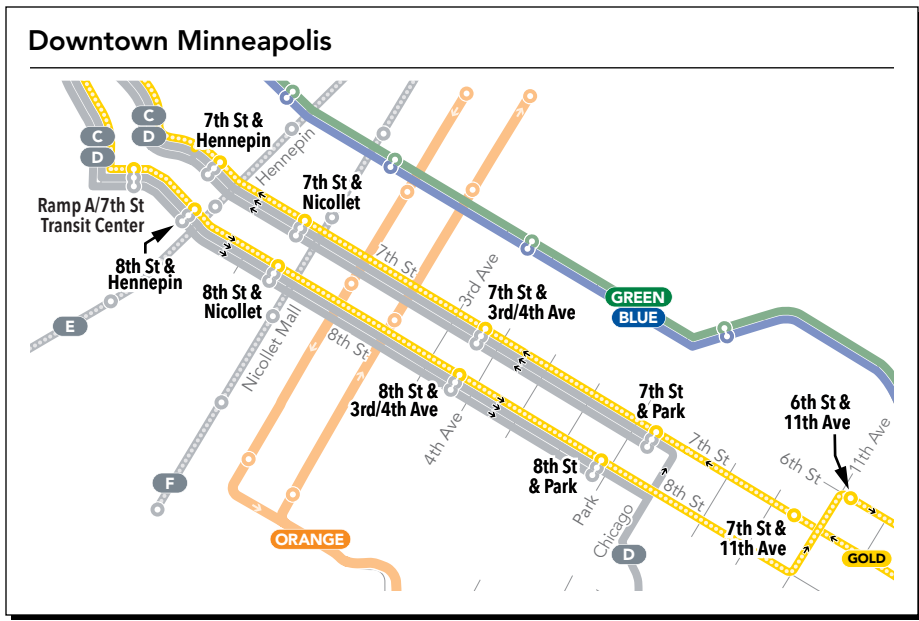 Downtown Minneapolis
C
D
7th St &
Hennepin
C
D
Hennepin
7th St &
Nicollet
Ramp A/7th St
Transit Center
8th St &
Hennepin
7th St
3rd Ave
7th St &
3rd/4th Ave
GREEN
BLUE
8th St &
Nicollet
E
Nicollet Mall
8th St
8th St &
3rd/4th Ave
4th Ave
7th St
& Park
6th St &
11th Ave
7th St
6th St
11th Ave
8th St
& Park
8th St
F
Park
Chicago
7th St &
11th Ave
ORANGE
D
GOLD